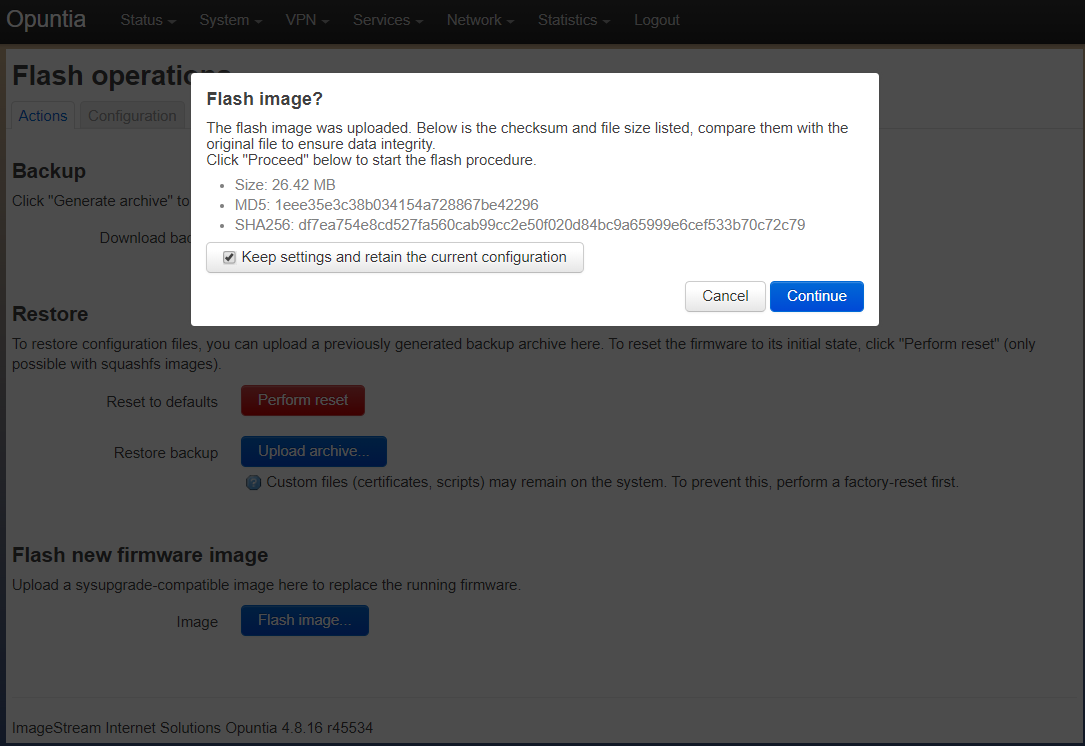 Opuntia Status System VPN Services Network Statistics Logout
Flash operations
Actions Configuration
Flash image?
The flash image was uploaded. Below is the checksum and file size listed, compare them with the
original file to ensure data integrity.
Click "Proceed" below to start the flash procedure.
Size: 26.42 MB
MD5: 1eee35e3c38b034154a728867be42296
SHA256: df7ea754e8cd527fa560cab99cc2e50f020d84bc9a65999e6cef533b70c72c79
Keep settings and retain the current configuration
Cancel Continue
Backup
Click "Generate archive" to
Download bac
Restore
To restore configuration files, you can upload a previously generated backup archive here. To reset the firmware to its initial state, click "Perform reset" (only
possible with squashfs images).
Reset to defaults Perform reset
Restore backup Upload archive...
Custom files (certificates, scripts) may remain on the system. To prevent this, perform a factory-reset first.
Flash new firmware image
Upload a sysupgrade-compatible image here to replace the running firmware.
Image Flash image...
ImageStream Internet Solutions Opuntia 4.8.16 r45534